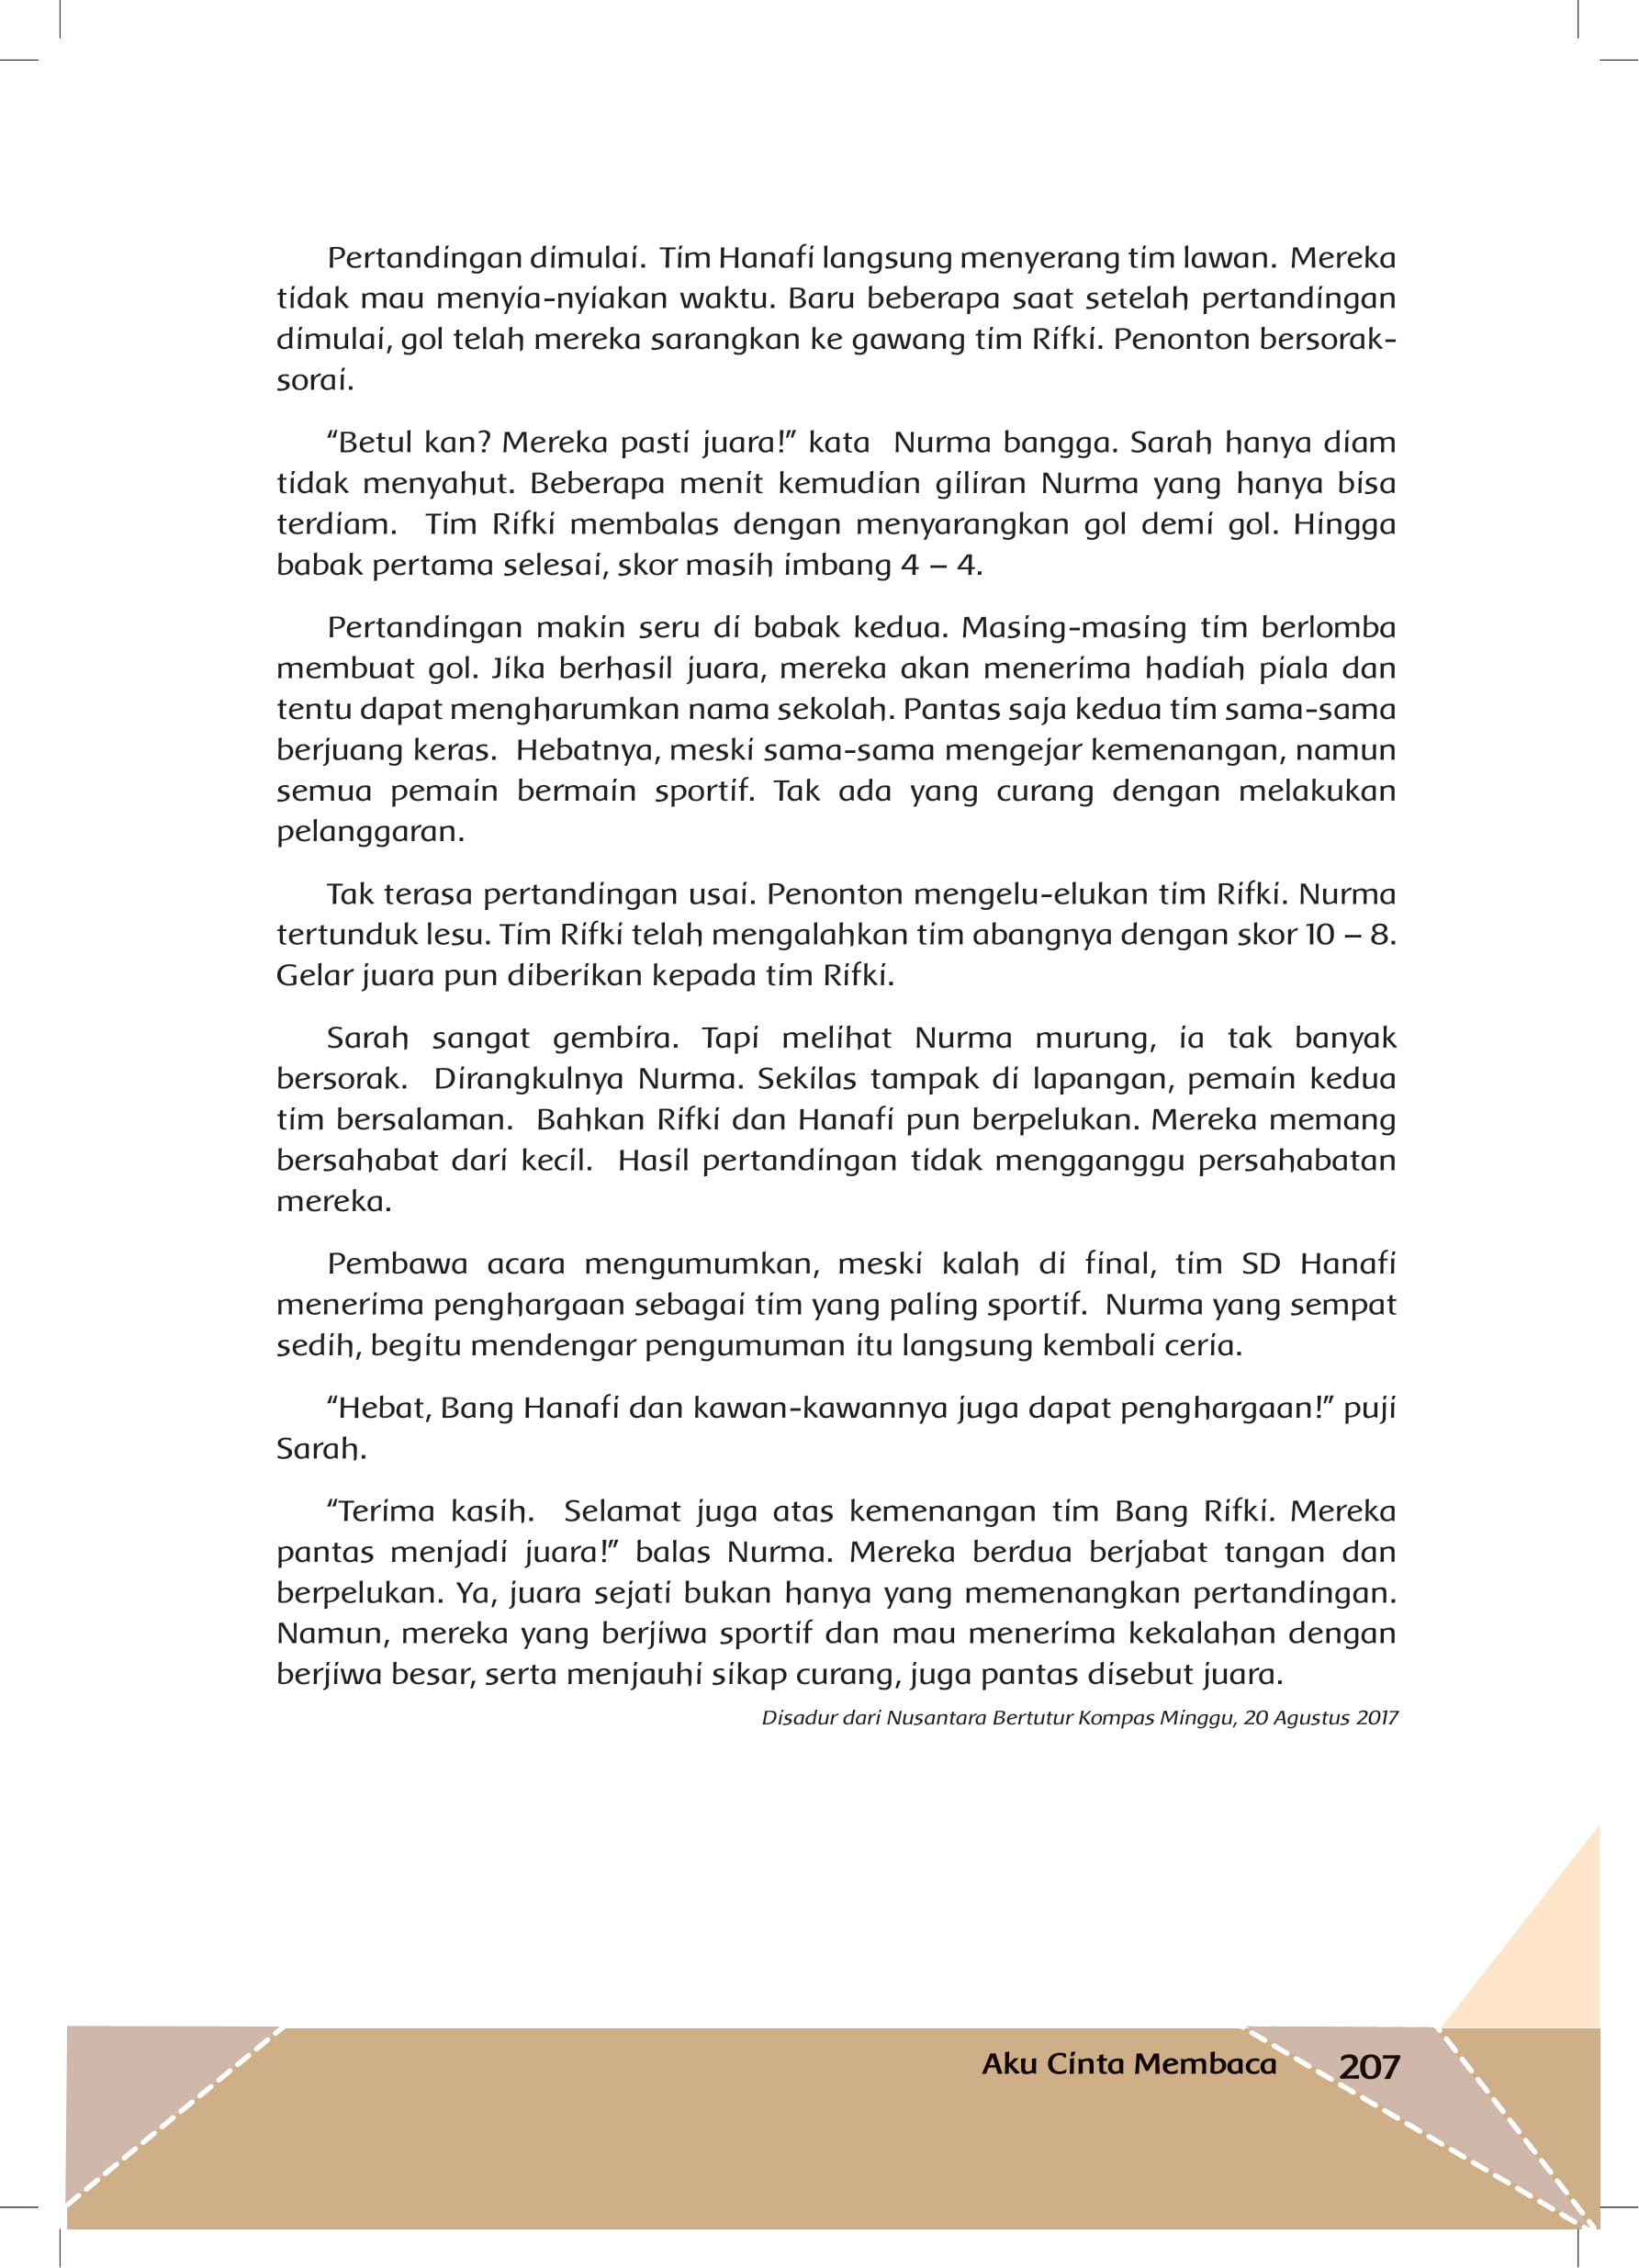 Pertandingan dimulai. Tim Hanafi langsung menyerang tim lawan. Mereka
tidak mau menyia-nyiakan waktu. Baru beberapa saat setelah pertandingan
dimulai, gol telah mereka sarangkan ke gawang tim Rifki. Penonton bersorak-
sorai.
“Betul kan? Mereka pasti juara!” kata Nurma bangga. Sarah hanya diam
tidak menyahut. Beberapa menit kemudian giliran Nurma yang hanya bisa
terdiam. Tim Rifki membalas dengan menyarangkan gol demi gol. Hingga
babak pertama selesai, skor masih imbang 4 – 4.
Pertandingan makin seru di babak kedua. Masing-masing tim berlomba
membuat gol. Jika berhasil juara, mereka akan menerima hadiah piala dan
tentu dapat mengharumkan nama sekolah. Pantas saja kedua tim sama-sama
berjuang keras. Hebatnya, meski sama-sama mengejar kemenangan, namun
semua pemain bermain sportif. Tak ada yang curang dengan melakukan
pelanggaran.
Tak terasa pertandingan usai. Penonton mengelu-elukan tim Rifki. Nurma
tertunduk lesu. Tim Rifki telah mengalahkan tim abangnya dengan skor 10 – 8.
Gelar juara pun diberikan kepada tim Rifki.
Sarah sangat gembira. Tapi melihat Nurma murung, ia tak banyak
bersorak. Dirangkulnya Nurma. Sekilas tampak di lapangan, pemain kedua
tim bersalaman. Bahkan Rifki dan Hanafi pun berpelukan. Mereka memang
bersahabat dari kecil. Hasil pertandingan tidak mengganggu persahabatan
mereka.
Pembawa acara mengumumkan, meski kalah di final, tim SD Hanafi
menerima penghargaan sebagai tim yang paling sportif. Nurma yang sempat
sedih, begitu mendengar pengumuman itu langsung kembali ceria.
“Hebat, Bang Hanafi dan kawan-kawannya juga dapat penghargaan!” puji
Sarah.
“Terima kasih. Selamat juga atas kemenangan tim Bang Rifki. Mereka
pantas menjadi juara!” balas Nurma. Mereka berdua berjabat tangan dan
berpelukan. Ya, juara sejati bukan hanya yang memenangkan pertandingan.
Namun, mereka yang berjiwa sportif dan mau menerima kekalahan dengan
berjiwa besar, serta menjauhi sikap curang, juga pantas disebut juara.
Disadur dari Nusantara Bertutur Kompas Minggu, 20 Agustus 2017
Aku Cinta Membaca 207